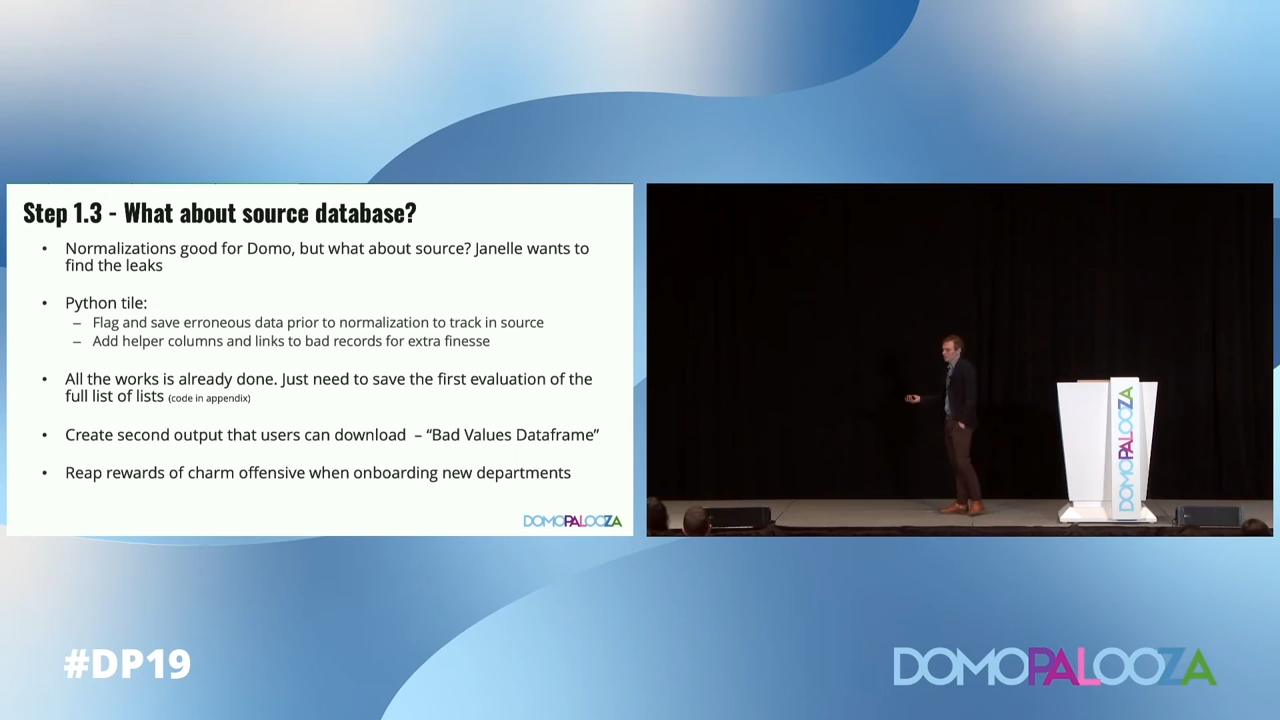 Step 1.3 - What about source database?
• Normalizations good for Domo, but what about source? Janelle wants to
find the leaks
• Python tile:
– Flag and save erroneous data prior to normalization to track in source
– Add helper columns and links to bad records for extra finesse
• All the works is already done. Just need to save the first evaluation of the
full list of lists (code in appendix)
• Create second output that users can download – “Bad Values Dataframe”
• Reap rewards of charm offensive when onboarding new departments
DOMOPALOOZA
DOMOPALOOZA
#DP19
DOMOPALOOZA